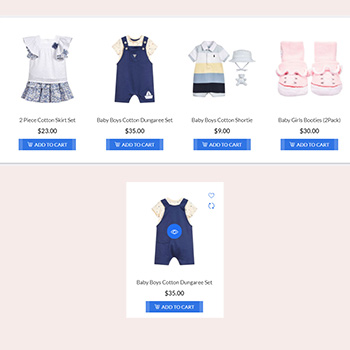 2 Piece Cotton Skirt Set
$23.00
ADD TO CART
Baby Boys Cotton Dungaree Set
$35.00
ADD TO CART
Baby Boys Cotton Shortie
$9.00
ADD TO CART
Baby Girls Booties (2Pack)
$30.00
ADD TO CART
Baby Boys Cotton Dungaree Set
$35.00
ADD TO CART